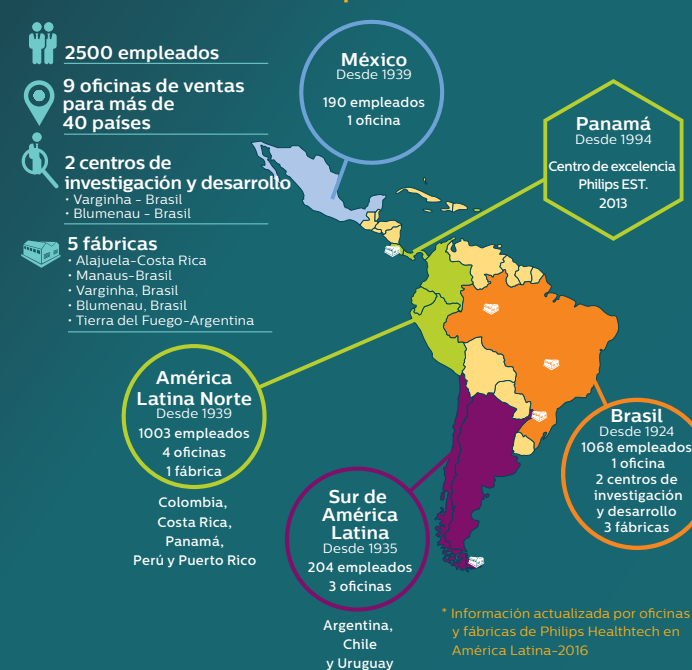 2500 empleados
9 oficinas de ventas
para más de
40 países
2 centros de
investigación y desarrollo
• Varginha - Brasil
• Blumenau - Brasil
5 fábricas
• Alajuela-Costa Rica
• Manaus-Brasil
• Varginha, Brasil
• Blumenau, Brasil
• Tierra del Fuego-Argentina
México
Desde 1939
190 empleados
1 oficina
Panamá
Desde 1994
Centro de excelencia
Philips EST.
2013
América
Latina Norte
Desde 1939
1003 empleados
4 oficinas
1 fábrica
Colombia,
Costa Rica,
Panamá,
Perú y Puerto Rico
Sur de
América
Latina
Desde 1935
204 empleados
3 oficinas
Argentina,
Chile
y Uruguay
Brasil
Desde 1924
1068 empleados
1 oficina
2 centros de
investigación
y desarrollo
3 fábricas
* Información actualizada por oficinas
y fábricas de Philips Healthtech en
América Latina-2016